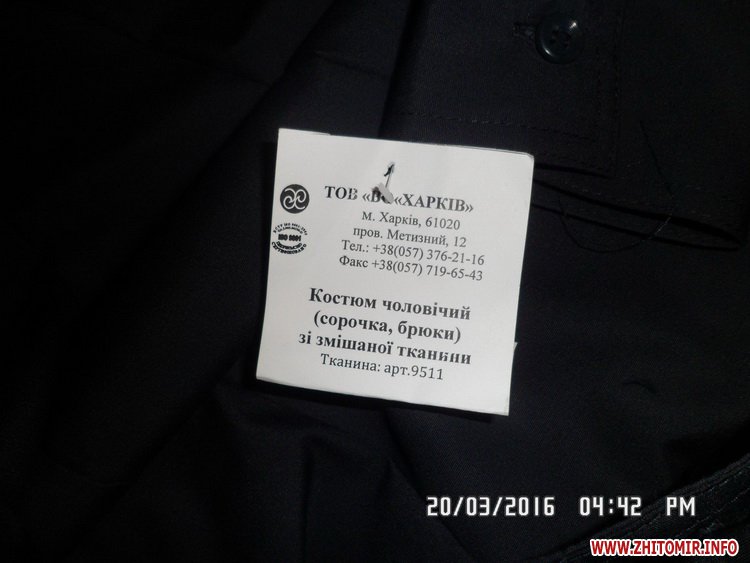 ТОВ «ВО«ХАРКІВ»
м. Харків, 61020
пров. Метизний, 12
Тел.: +38(057) 376-21-16
Факс +38(057) 719-65-43
ISO 9001
Костюм чоловічий
(сорочка, брюки)
зі змішаної тканини
Тканина: арт.9511
20/03/2016 04:42 PM
WWW.ZHITOMIR.INFO